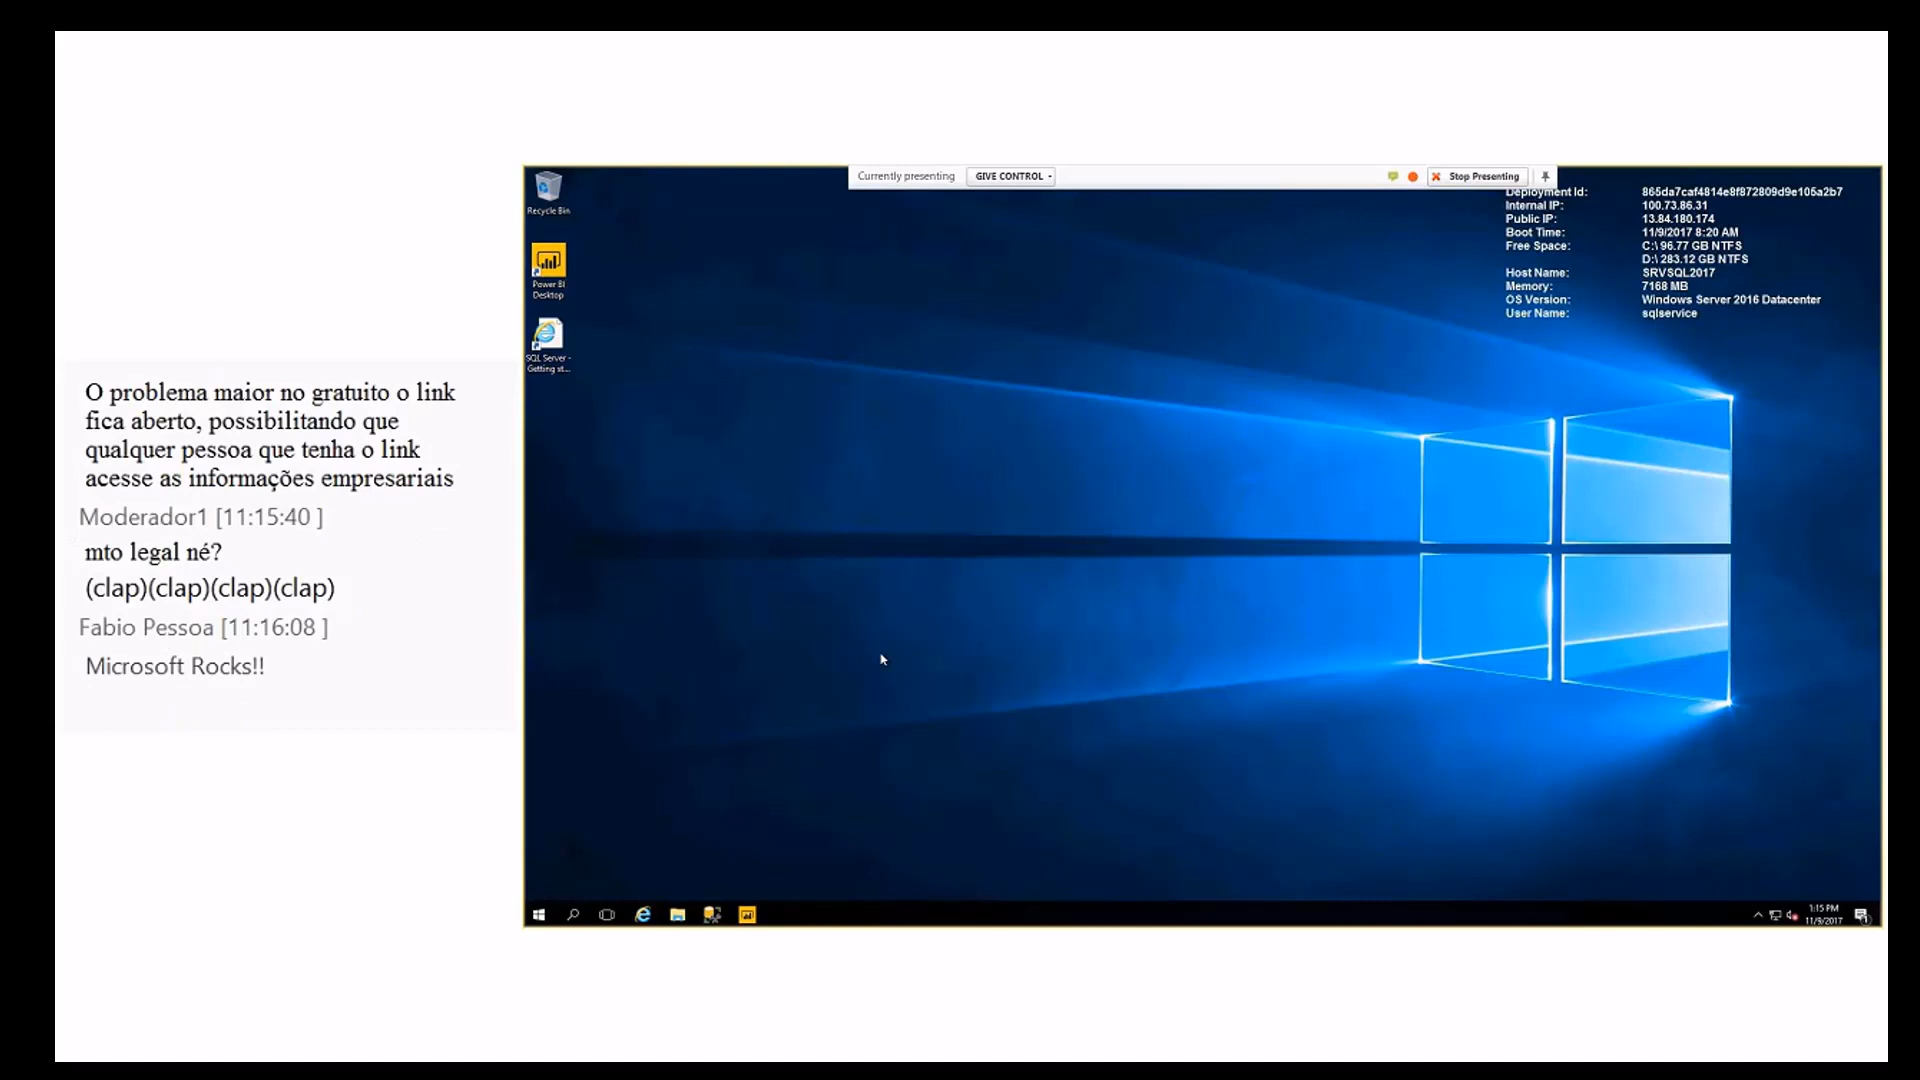 Currently presenting
GIVE CONTROL
Stop Presenting
Recycle Bin
Power BI
Desktop
SQL Server -
Getting st...
Deployment Id: 865da7caf4814e8f872809d9e105a2b7
Internal IP: 100.73.86.31
Public IP: 13.84.180.174
Boot Time: 11/9/2017 8:20 AM
Free Space: C:\ 96.77 GB NTFS
D:\ 283.12 GB NTFS
Host Name: SRVSQL2017
Memory: 7168 MB
OS Version: Windows Server 2016 Datacenter
User Name: sqlservice
O problema maior no gratuito o link
fica aberto, possibilitando que
qualquer pessoa que tenha o link
acesse as informações empresariais
Moderador1 [11:15:40 ]
mto legal né?
(clap)(clap)(clap)(clap)
Fabio Pessoa [11:16:08 ]
Microsoft Rocks!!
1:15 PM
11/9/2017